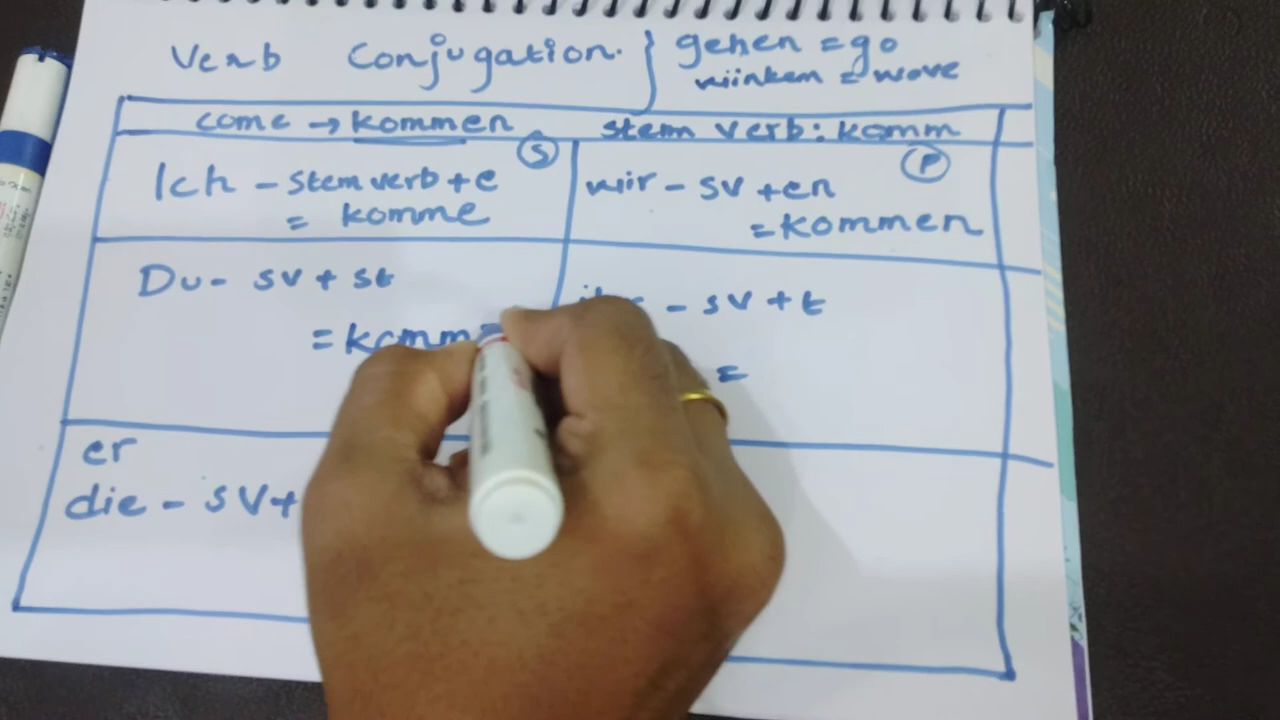 Verb Conjugation.
gehen = go
winken = wave
come → kommen
stem verb: komm
S
P
Ich - stem verb + e
= komme
wir - SV + en
= kommen
Du - SV + st
= komm
- SV + t
=
er
die - SV +